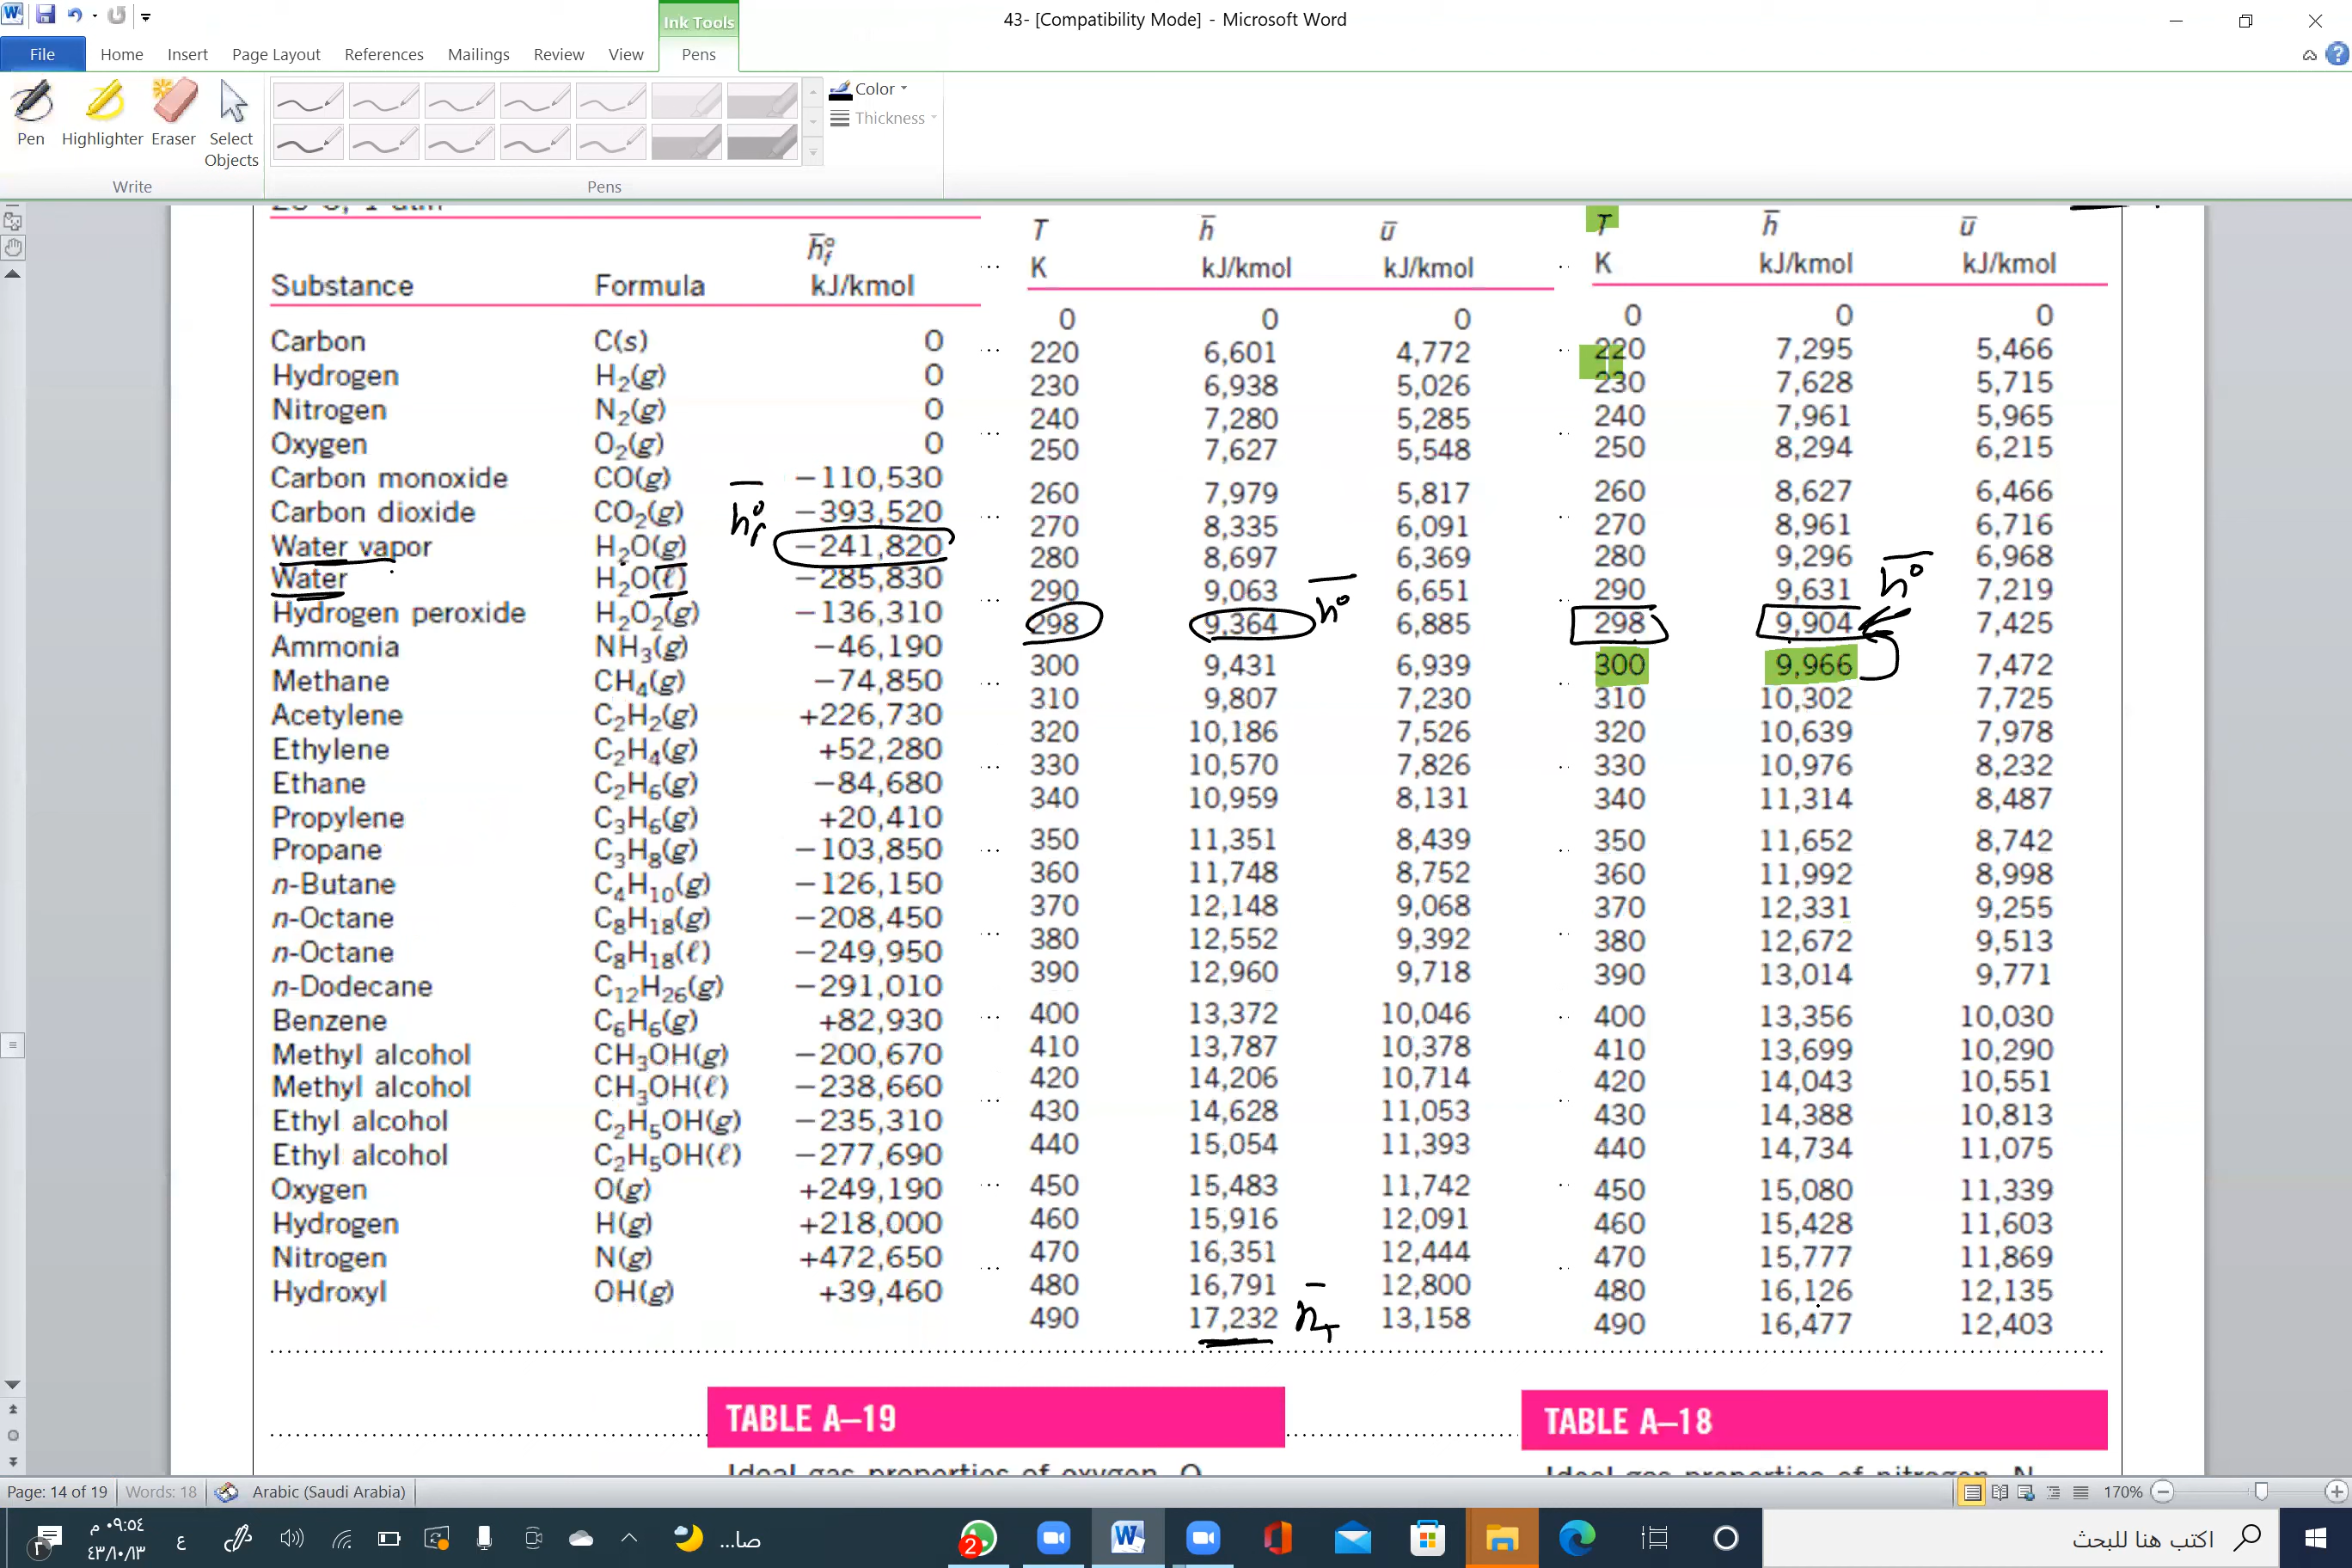 Ink Tools
43- [Compatibility Mode] - Microsoft Word
File Home Insert Page Layout References Mailings Review View Pens
Pen Highlighter Eraser Select Objects
Color
Thickness
Write Pens
Substance Formula h̄°f kJ/kmol
Carbon C(s) 0
Hydrogen H₂(g) 0
Nitrogen N₂(g) 0
Oxygen O₂(g) 0
Carbon monoxide CO(g) −110,530
Carbon dioxide CO₂(g) −393,520
Water vapor H₂O(g) −241,820
Water H₂O(ℓ) −285,830
Hydrogen peroxide H₂O₂(g) −136,310
Ammonia NH₃(g) −46,190
Methane CH₄(g) −74,850
Acetylene C₂H₂(g) +226,730
Ethylene C₂H₄(g) +52,280
Ethane C₂H₆(g) −84,680
Propylene C₃H₆(g) +20,410
Propane C₃H₈(g) −103,850
n-Butane C₄H₁₀(g) −126,150
n-Octane C₈H₁₈(g) −208,450
n-Octane C₈H₁₈(ℓ) −249,950
n-Dodecane C₁₂H₂₆(g) −291,010
Benzene C₆H₆(g) +82,930
Methyl alcohol CH₃OH(g) −200,670
Methyl alcohol CH₃OH(ℓ) −238,660
Ethyl alcohol C₂H₅OH(g) −235,310
Ethyl alcohol C₂H₅OH(ℓ) −277,690
Oxygen O(g) +249,190
Hydrogen H(g) +218,000
Nitrogen N(g) +472,650
Hydroxyl OH(g) +39,460
h̄°f
T h̄ ū
K kJ/kmol kJ/kmol
0 0 0
220 6,601 4,772
230 6,938 5,026
240 7,280 5,285
250 7,627 5,548
260 7,979 5,817
270 8,335 6,091
280 8,697 6,369
290 9,063 6,651
298 9,364 h̄° 6,885
300 9,431 6,939
310 9,807 7,230
320 10,186 7,526
330 10,570 7,826
340 10,959 8,131
350 11,351 8,439
360 11,748 8,752
370 12,148 9,068
380 12,552 9,392
390 12,960 9,718
400 13,372 10,046
410 13,787 10,378
420 14,206 10,714
430 14,628 11,053
440 15,054 11,393
450 15,483 11,742
460 15,916 12,091
470 16,351 12,444
480 16,791 12,800
490 17,232 h̄T 13,158
T h̄ ū
K kJ/kmol kJ/kmol
0 0 0
220 7,295 5,466
230 7,628 5,715
240 7,961 5,965
250 8,294 6,215
260 8,627 6,466
270 8,961 6,716
280 9,296 6,968
290 9,631 h̄° 7,219
298 9,904 7,425
300 9,966 7,472
310 10,302 7,725
320 10,639 7,978
330 10,976 8,232
340 11,314 8,487
350 11,652 8,742
360 11,992 8,998
370 12,331 9,255
380 12,672 9,513
390 13,014 9,771
400 13,356 10,030
410 13,699 10,290
420 14,043 10,551
430 14,388 10,813
440 14,734 11,075
450 15,080 11,339
460 15,428 11,603
470 15,777 11,869
480 16,126 12,135
490 16,477 12,403
TABLE A–19
TABLE A–18
Ideal gas properties of oxygen, O
Ideal gas properties of nitrogen, N
Page: 14 of 19 Words: 18 Arabic (Saudi Arabia) 170%
٠٩:٥٤ م
٤٣/١٠/١٣
ع
صا...
2
اكتب هنا للبحث